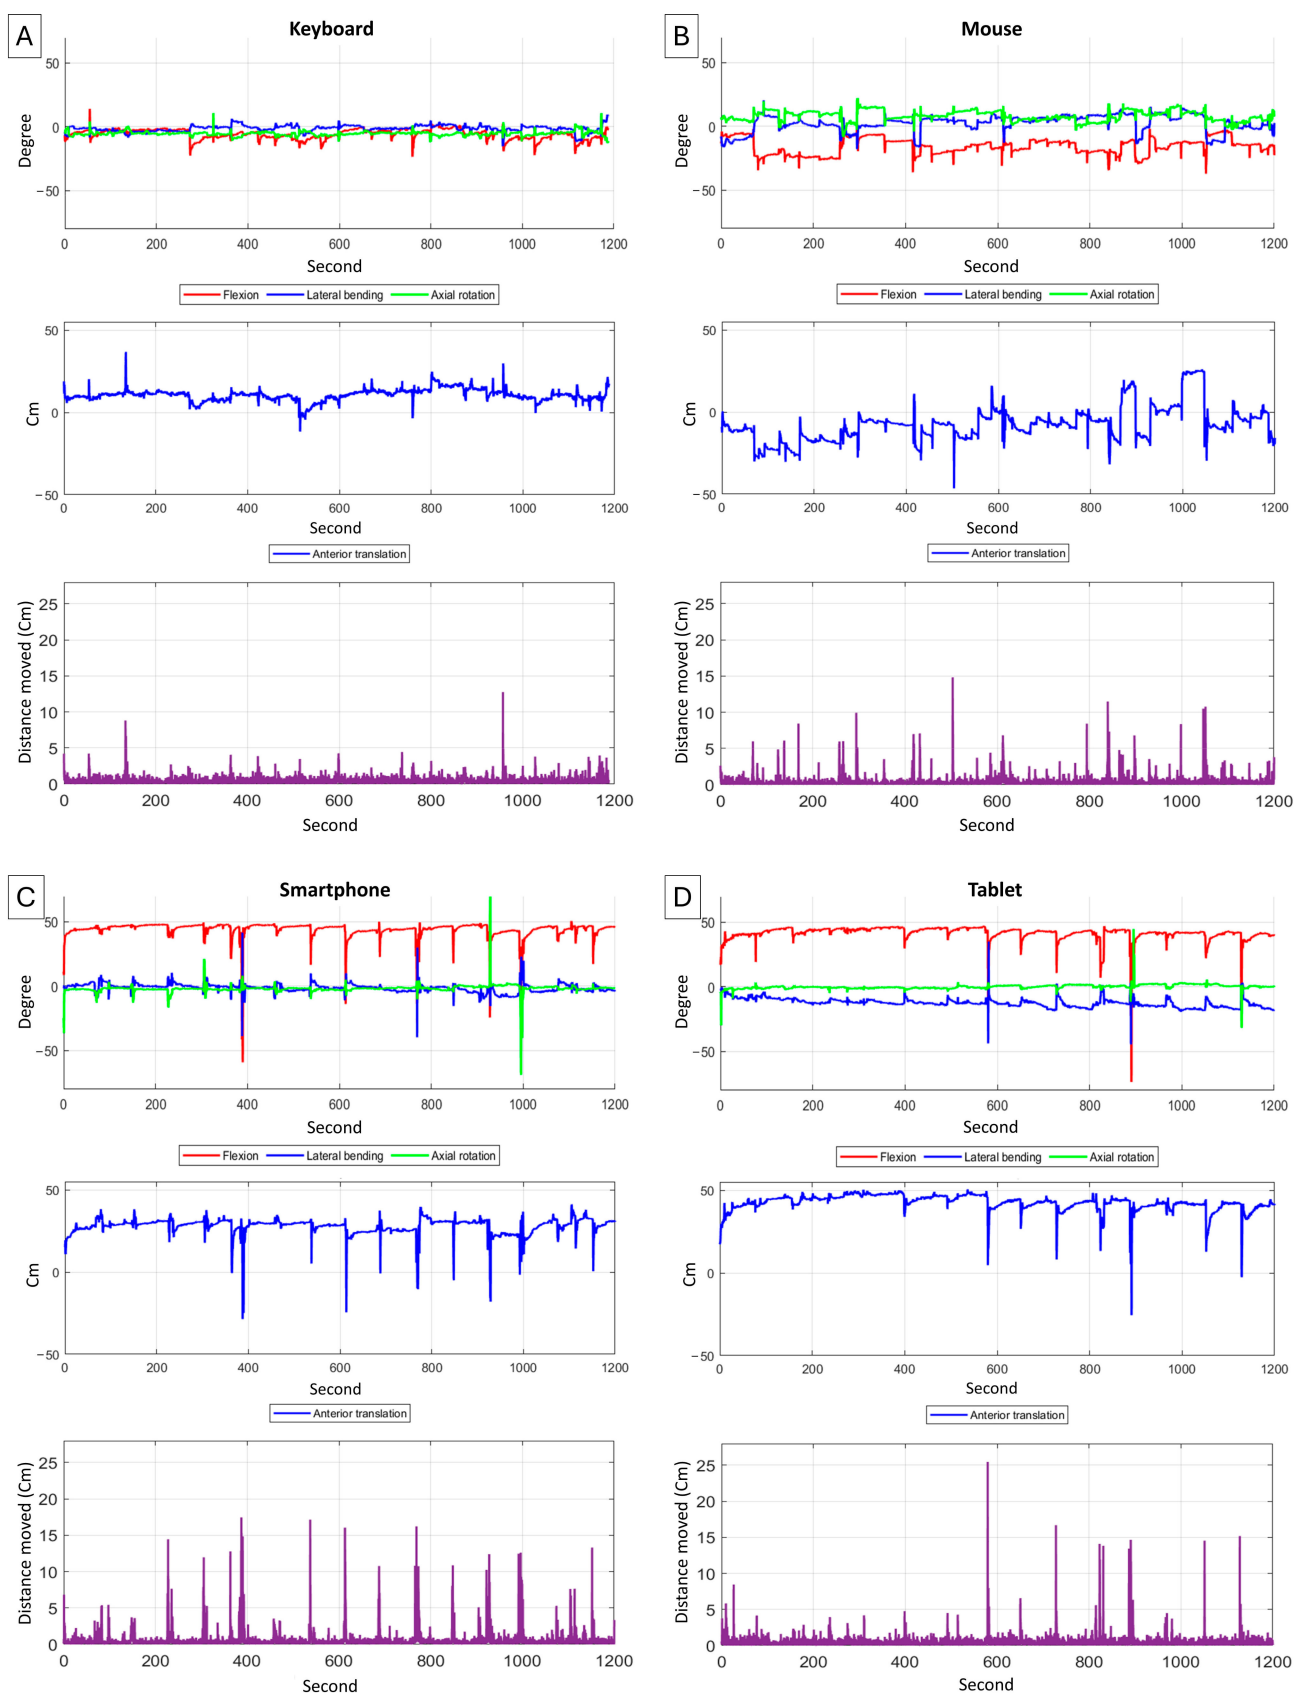 A
Keyboard
50
0
−50
Degree
0 200 400 600 800 1000 1200
Second
Flexion Lateral bending Axial rotation
50
0
−50
Cm
0 200 400 600 800 1000 1200
Second
Anterior translation
25
20
15
10
5
0
Distance moved (Cm)
0 200 400 600 800 1000 1200
Second
B
Mouse
50
0
−50
Degree
0 200 400 600 800 1000 1200
Second
Flexion Lateral bending Axial rotation
50
0
−50
Cm
0 200 400 600 800 1000 1200
Second
Anterior translation
25
20
15
10
5
0
Distance moved (Cm)
0 200 400 600 800 1000 1200
Second
C
Smartphone
50
0
−50
Degree
0 200 400 600 800 1000 1200
Second
Flexion Lateral bending Axial rotation
50
0
−50
Cm
0 200 400 600 800 1000 1200
Second
Anterior translation
25
20
15
10
5
0
Distance moved (Cm)
0 200 400 600 800 1000 1200
Second
D
Tablet
50
0
−50
Degree
0 200 400 600 800 1000 1200
Second
Flexion Lateral bending Axial rotation
50
0
−50
Cm
0 200 400 600 800 1000 1200
Second
Anterior translation
25
20
15
10
5
0
Distance moved (Cm)
0 200 400 600 800 1000 1200
Second